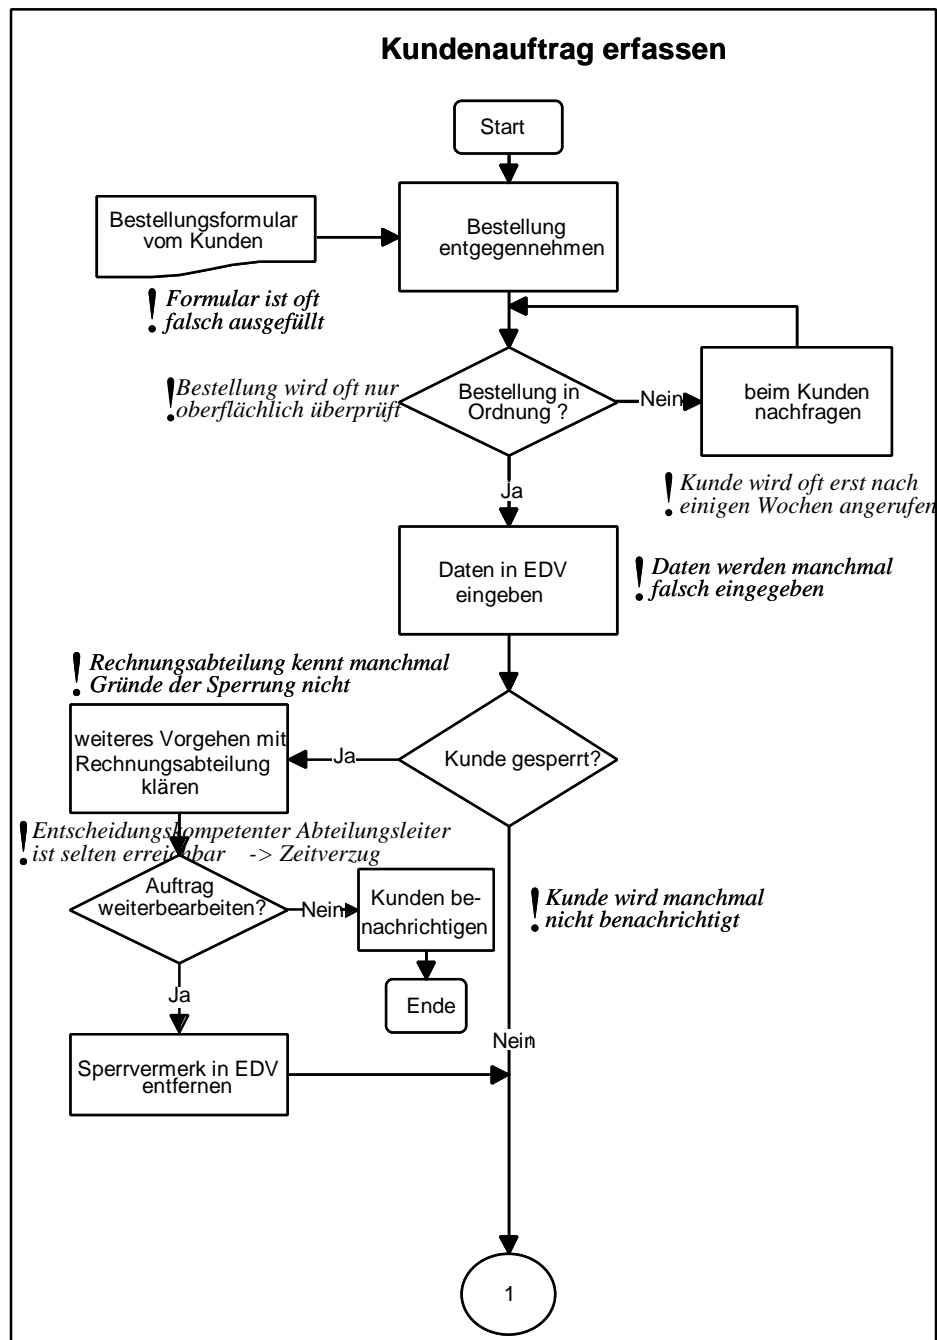 Kundenauftrag erfassen
Start
Bestellungsformular
vom Kunden
Bestellung
entgegennehmen
! Formular ist oft
falsch ausgefüllt
! Bestellung wird oft nur
oberflächlich überprüft
Bestellung in
Ordnung ?
Nein
beim Kunden
nachfragen
Ja
! Kunde wird oft erst nach
einigen Wochen angerufen
Daten in EDV
eingeben
! Daten werden manchmal
falsch eingegeben
! Rechnungsabteilung kennt manchmal
Gründe der Sperrung nicht
weiteres Vorgehen mit
Rechnungsabteilung
klären
Ja
Kunde gesperrt?
! Entscheidungskompetenter Abteilungsleiter
ist selten erreichbar -> Zeitverzug
Auftrag
weiterbearbeiten?
Nein
Kunden be-
nachrichtigen
! Kunde wird manchmal
nicht benachrichtigt
Ja
Ende
Nein
Sperrvermerk in EDV
entfernen
1